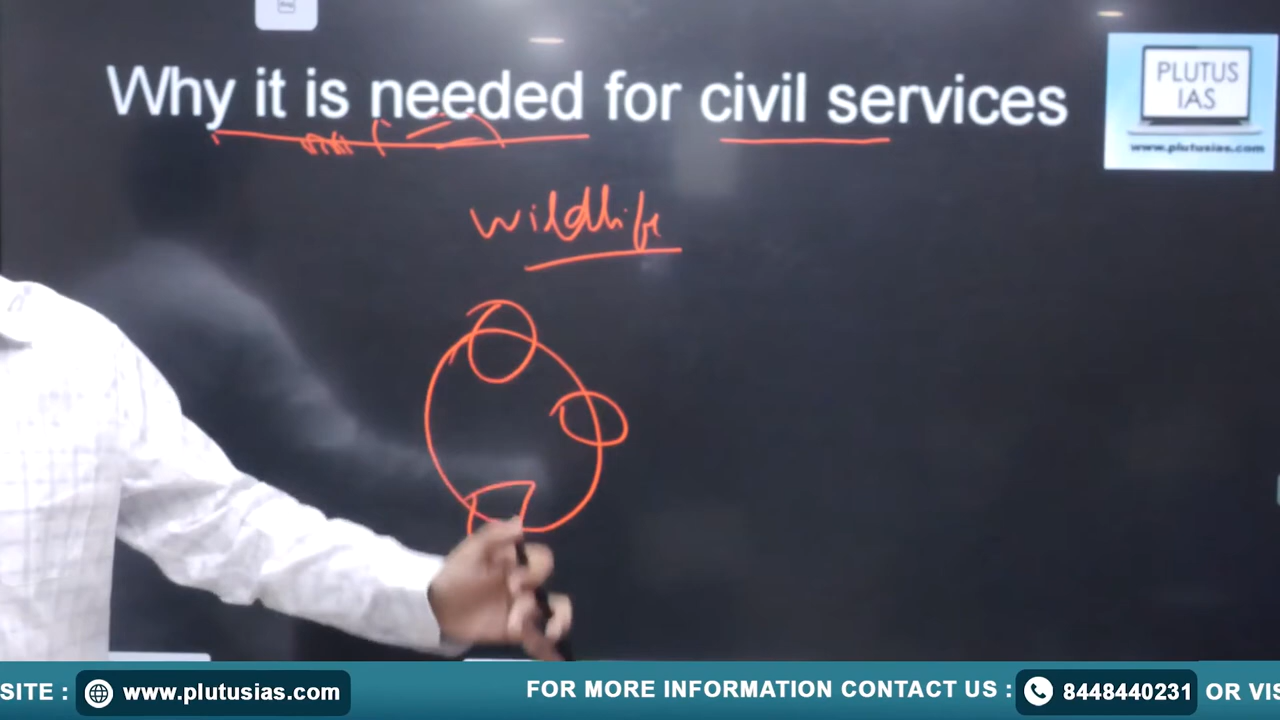 Why it is needed for civil services
PLUTUS
IAS
www.plutusias.com
wildlife
SITE : www.plutusias.com
FOR MORE INFORMATION CONTACT US : 8448440231 OR VIS